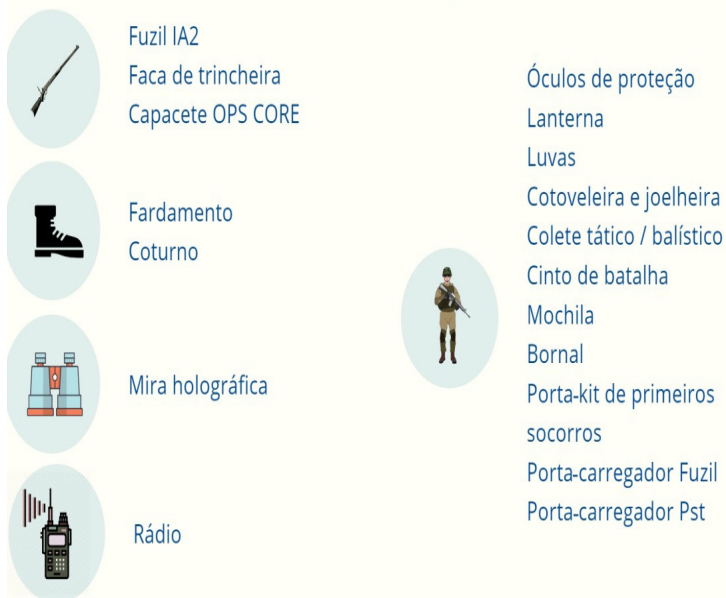 Fuzil IA2
Faca de trincheira
Capacete OPS CORE
Fardamento
Coturno
Mira holográfica
Rádio
Óculos de proteção
Lanterna
Luvas
Cotoveleira e joelheira
Colete tático / balístico
Cinto de batalha
Mochila
Bornal
Porta-kit de primeiros
socorros
Porta-carregador Fuzil
Porta-carregador Pst